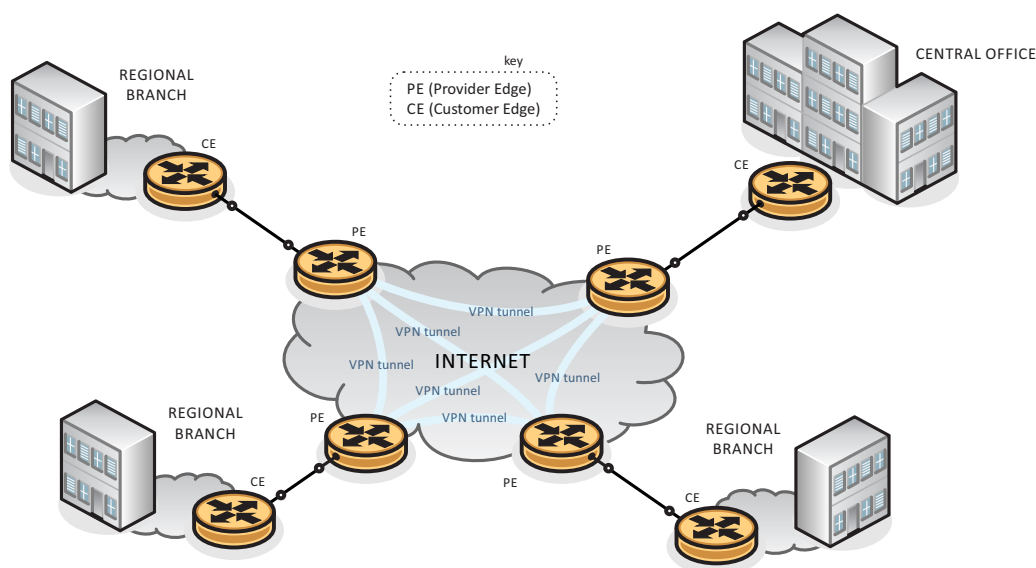 key
PE (Provider Edge)
CE (Customer Edge)
REGIONAL
BRANCH
CE
PE
CENTRAL OFFICE
CE
PE
VPN tunnel
VPN tunnel
VPN tunnel
INTERNET
VPN tunnel
VPN tunnel
VPN tunnel
REGIONAL
BRANCH
PE
CE
REGIONAL
BRANCH
PE
CE